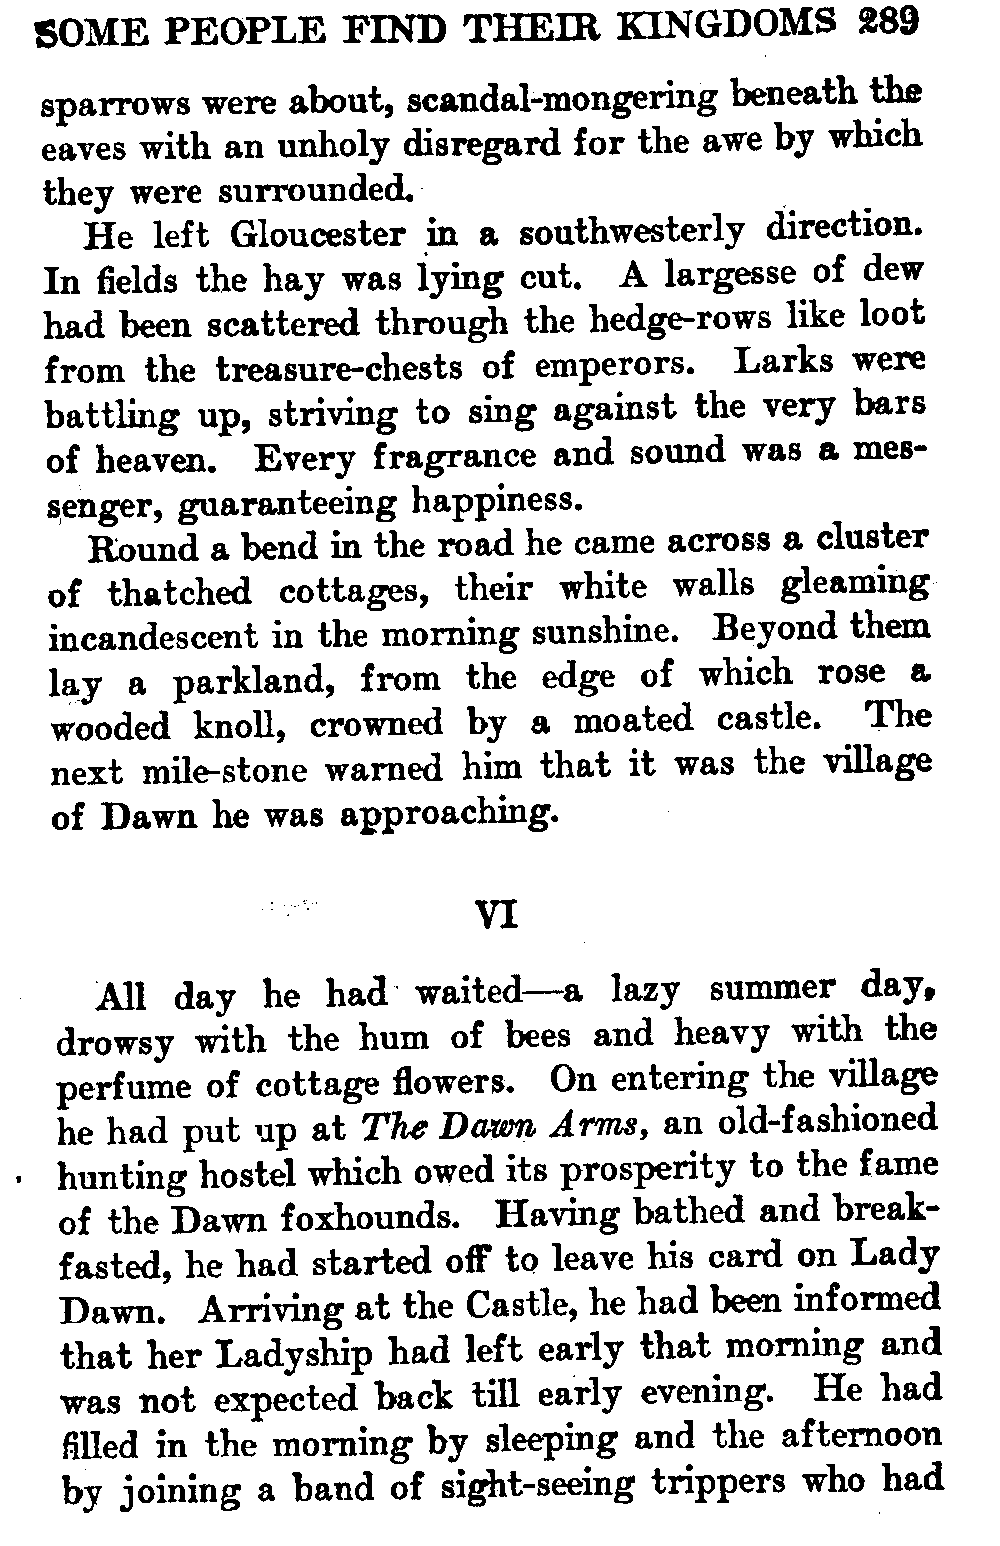 SOME PEOPLE FIND THEIR KINGDOMS 289
sparrows were about, scandal-mongering beneath the
eaves with an unholy disregard for the awe by which
they were surrounded.
He left Gloucester in a southwesterly direction.
In fields the hay was lying cut. A largesse of dew
had been scattered through the hedge-rows like loot
from the treasure-chests of emperors. Larks were
battling up, striving to sing against the very bars
of heaven. Every fragrance and sound was a mes-
senger, guaranteeing happiness.
Round a bend in the road he came across a cluster
of thatched cottages, their white walls gleaming
incandescent in the morning sunshine. Beyond them
lay a parkland, from the edge of which rose a
wooded knoll, crowned by a moated castle. The
next mile-stone warned him that it was the village
of Dawn he was approaching.
VI
All day he had waited—a lazy summer day,
drowsy with the hum of bees and heavy with the
perfume of cottage flowers. On entering the village
he had put up at The Dawn Arms, an old-fashioned
hunting hostel which owed its prosperity to the fame
of the Dawn foxhounds. Having bathed and break-
fasted, he had started off to leave his card on Lady
Dawn. Arriving at the Castle, he had been informed
that her Ladyship had left early that morning and
was not expected back till early evening. He had
filled in the morning by sleeping and the afternoon
by joining a band of sight-seeing trippers who had